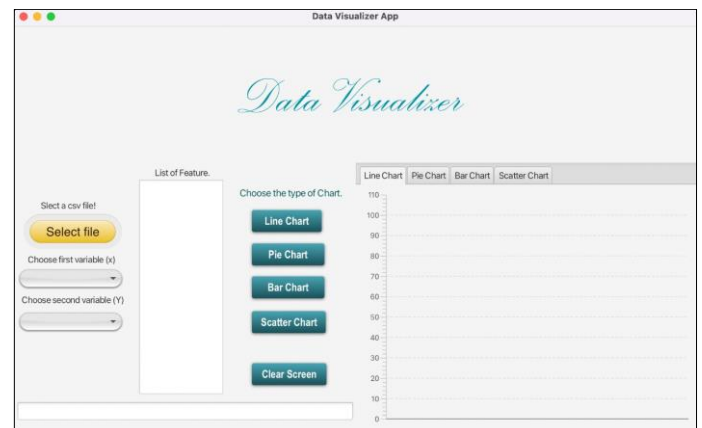 Data Visualizer App
Data Visualizer
List of Feature.
Slect a csv file!
Select file
Choose first variable (x)
Choose second variable (Y)
Choose the type of Chart.
Line Chart
Pie Chart
Bar Chart
Scatter Chart
Clear Screen
Line Chart Pie Chart Bar Chart Scatter Chart
110
100
90
80
70
60
50
40
30
20
10
0